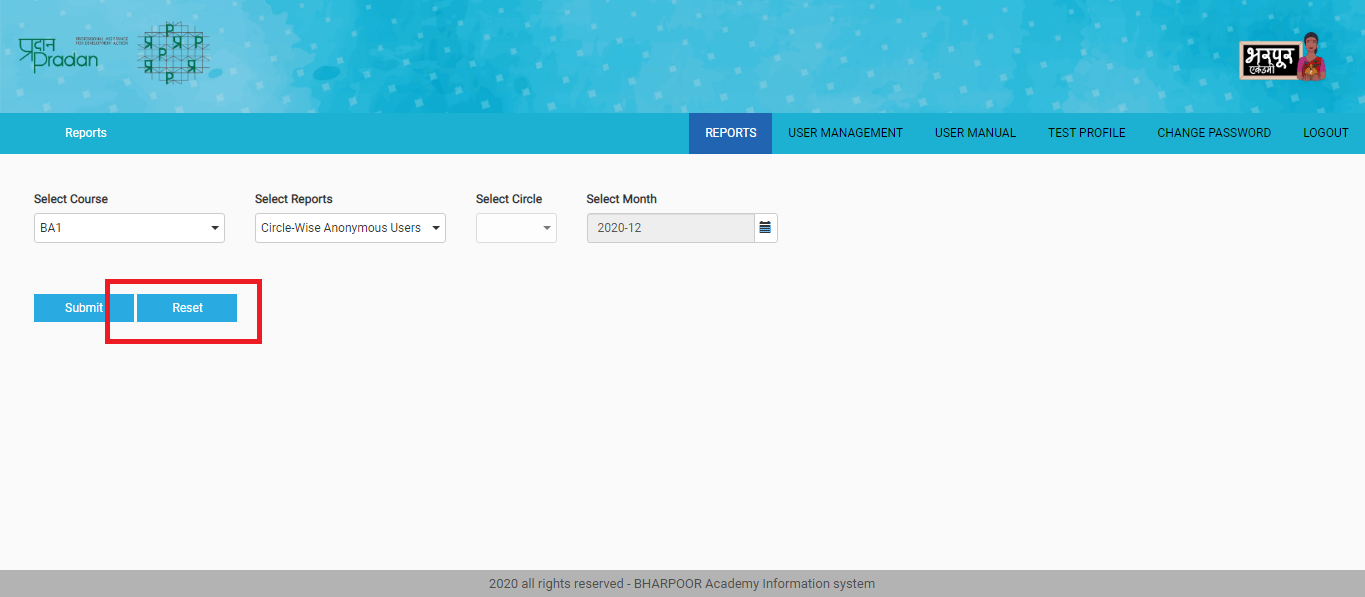 प्रदान
Pradan
PROFESSIONAL ASSISTANCE
FOR DEVELOPMENT ACTION
P
P P
P
भरपूर
एकेडमी
Reports
REPORTS USER MANAGEMENT USER MANUAL TEST PROFILE CHANGE PASSWORD LOGOUT
Select Course Select Reports Select Circle Select Month
BA1 Circle-Wise Anonymous Users 2020-12
Submit Reset
2020 all rights reserved - BHARPOOR Academy Information system